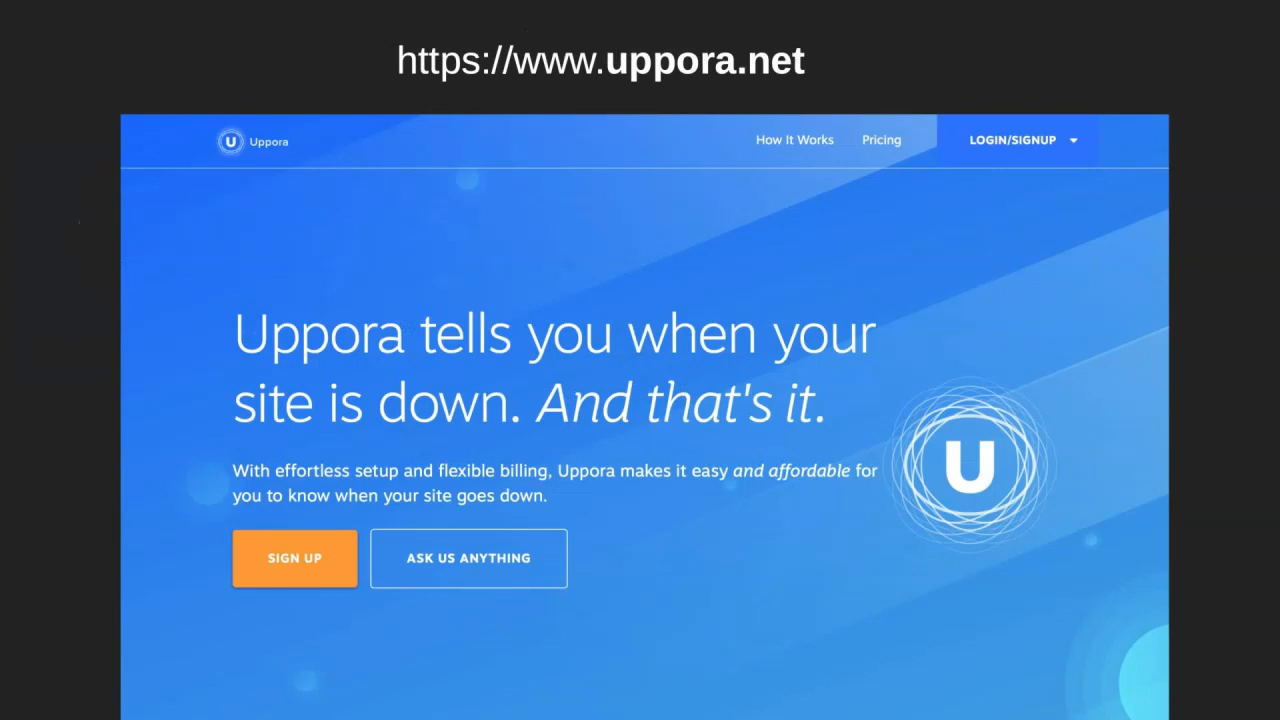 https://www.uppora.net
U Uppora How It Works Pricing LOGIN/SIGNUP
Uppora tells you when your
site is down. And that's it.
With effortless setup and flexible billing, Uppora makes it easy and affordable for
you to know when your site goes down.
U
SIGN UP ASK US ANYTHING